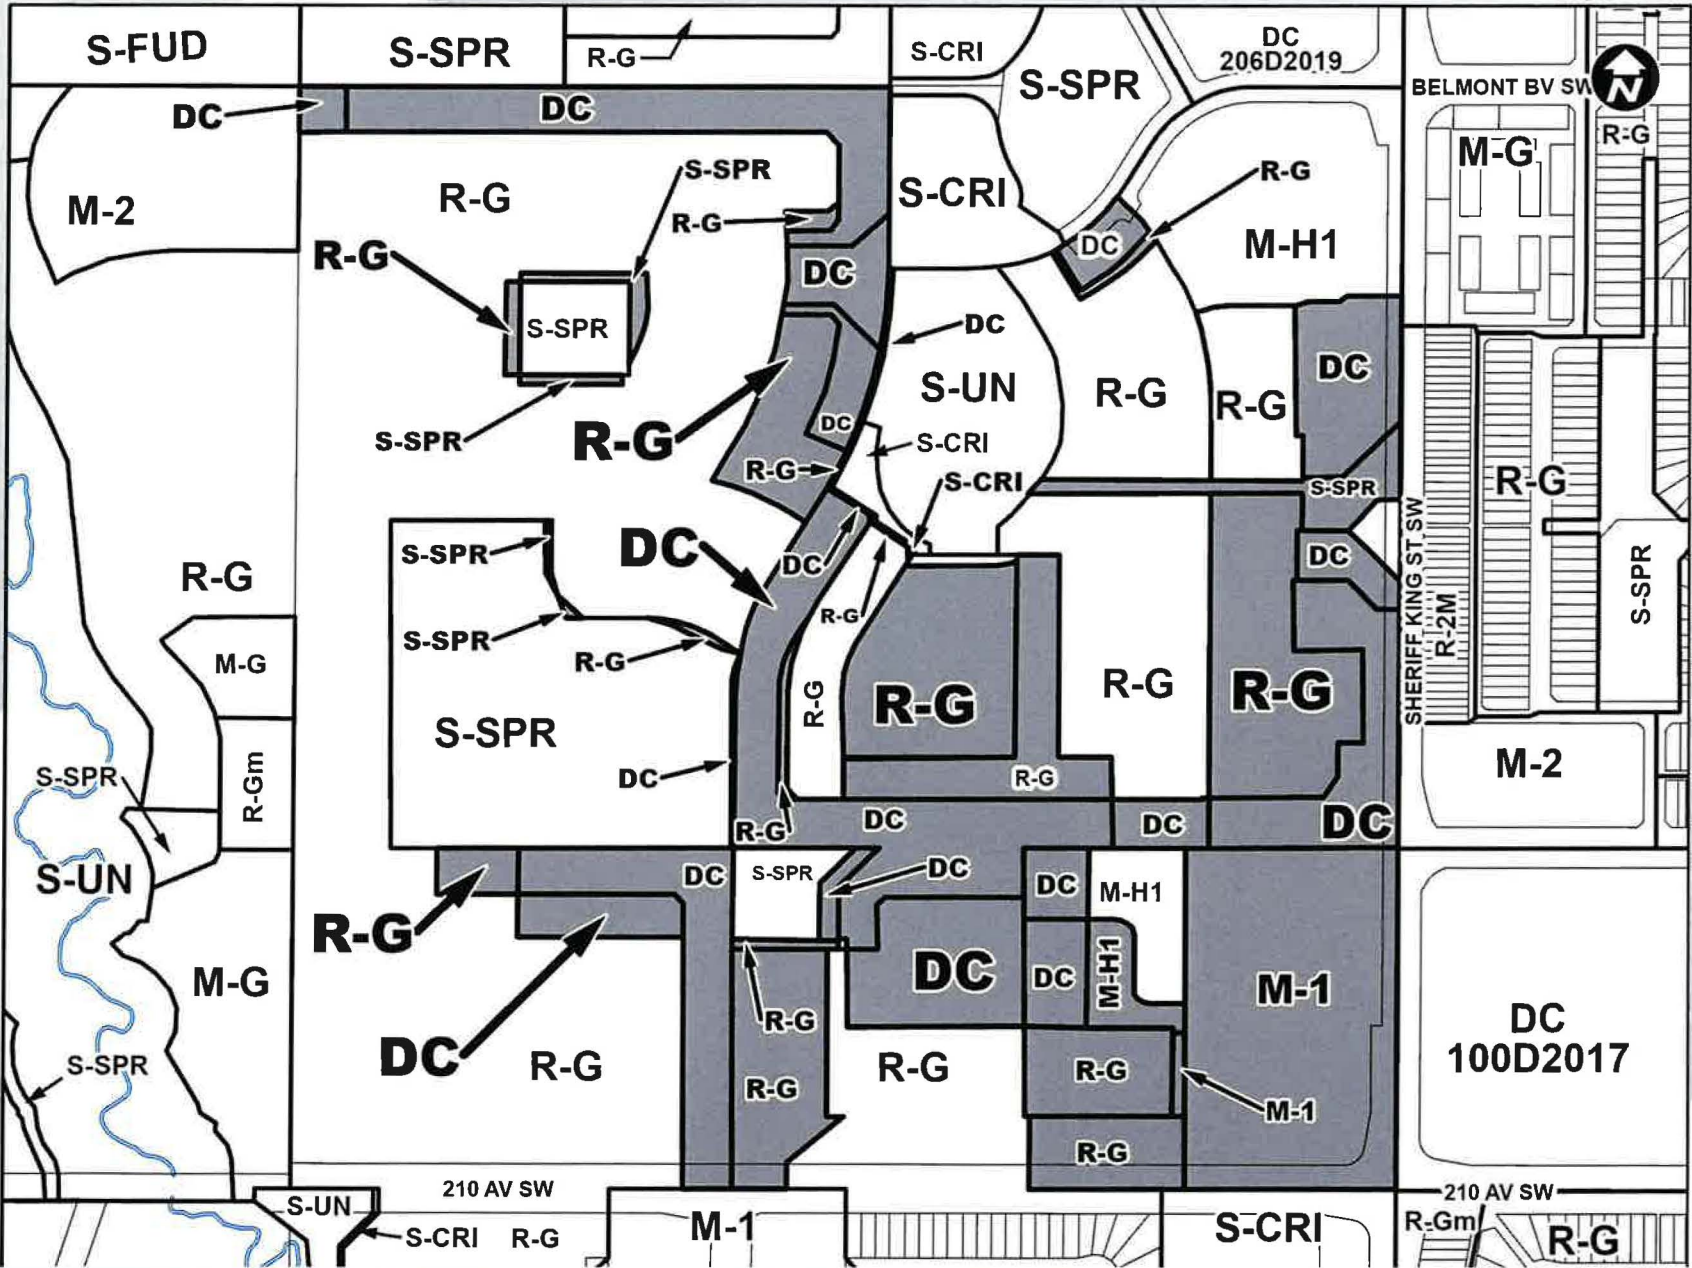 S-FUD
S-SPR
R-G
S-CRI
S-SPR
DC
206D2019
BELMONT BV SW
N
DC
DC
M-G
R-G
M-2
R-G
S-SPR
R-G
S-CRI
R-G
DC
M-H1
R-G
DC
S-SPR
DC
S-UN
R-G
R-G
DC
S-SPR
R-G
DC
S-CRI
R-G
S-CRI
S-SPR
R-G
SHERIFF KING ST SW
R-2M
S-SPR
S-SPR
DC
DC
DC
R-G
R-G
S-SPR
R-G
R-G
M-G
S-SPR
R-G
R-G
R-G
R-G
DC
R-G
M-2
S-SPR
R-Gm
R-G
DC
DC
DC
S-UN
R-G
DC
S-SPR
DC
DC
M-H1
M-G
DC
R-G
DC
DC
M-H1
M-1
R-G
R-G
R-G
R-G
M-1
R-G
S-SPR
DC
100D2017
210 AV SW
210 AV SW
S-UN
S-CRI
R-G
M-1
S-CRI
R-Gm
R-G